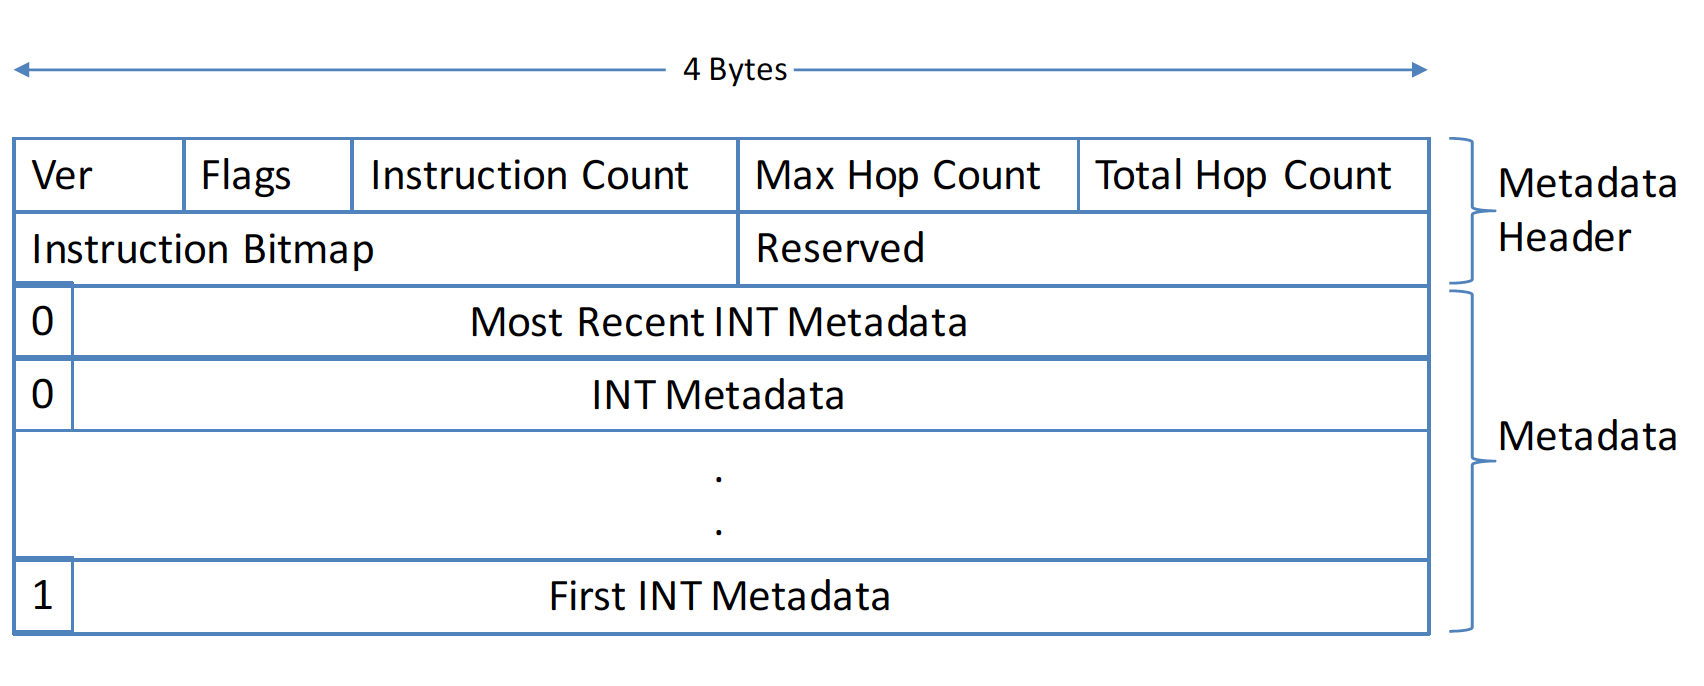 4 Bytes
Ver Flags Instruction Count Max Hop Count Total Hop Count
Instruction Bitmap Reserved
Metadata
Header
0 Most Recent INT Metadata
0 INT Metadata
.
.
Metadata
1 First INT Metadata